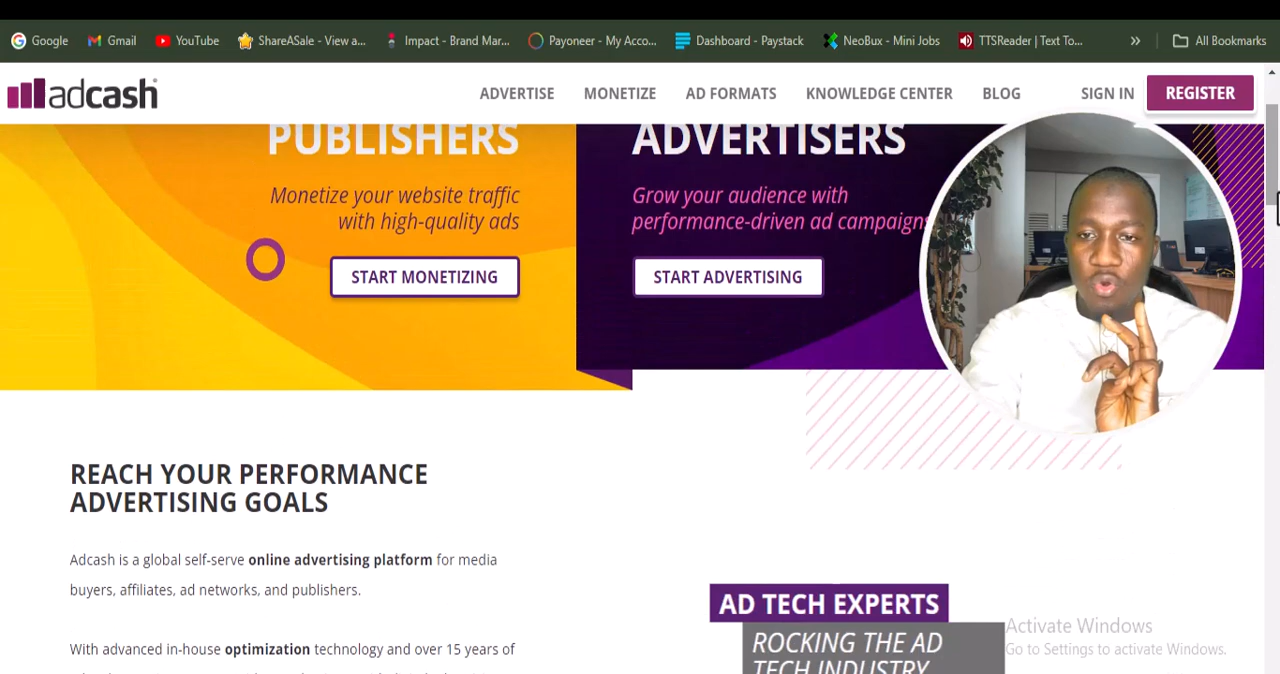 Google
Gmail
YouTube
ShareASale - View a...
Impact - Brand Mar...
Payoneer - My Acco...
Dashboard - Paystack
NeoBux - Mini Jobs
TTSReader | Text To...
»
All Bookmarks
adcash
ADVERTISE
MONETIZE
AD FORMATS
KNOWLEDGE CENTER
BLOG
SIGN IN
REGISTER
PUBLISHERS
Monetize your website traffic
with high-quality ads
START MONETIZING
ADVERTISERS
Grow your audience with
performance-driven ad campaigns
START ADVERTISING
REACH YOUR PERFORMANCE
ADVERTISING GOALS
Adcash is a global self-serve online advertising platform for media
buyers, affiliates, ad networks, and publishers.
With advanced in-house optimization technology and over 15 years of
AD TECH EXPERTS
ROCKING THE AD
TECH INDUSTRY
Activate Windows
Go to Settings to activate Windows.